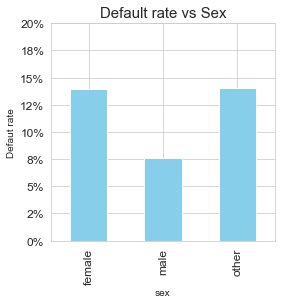 Default rate vs Sex
20%
18%
15%
12%
10%
8%
5%
2%
0%
Defaut rate
female
male
other
sex